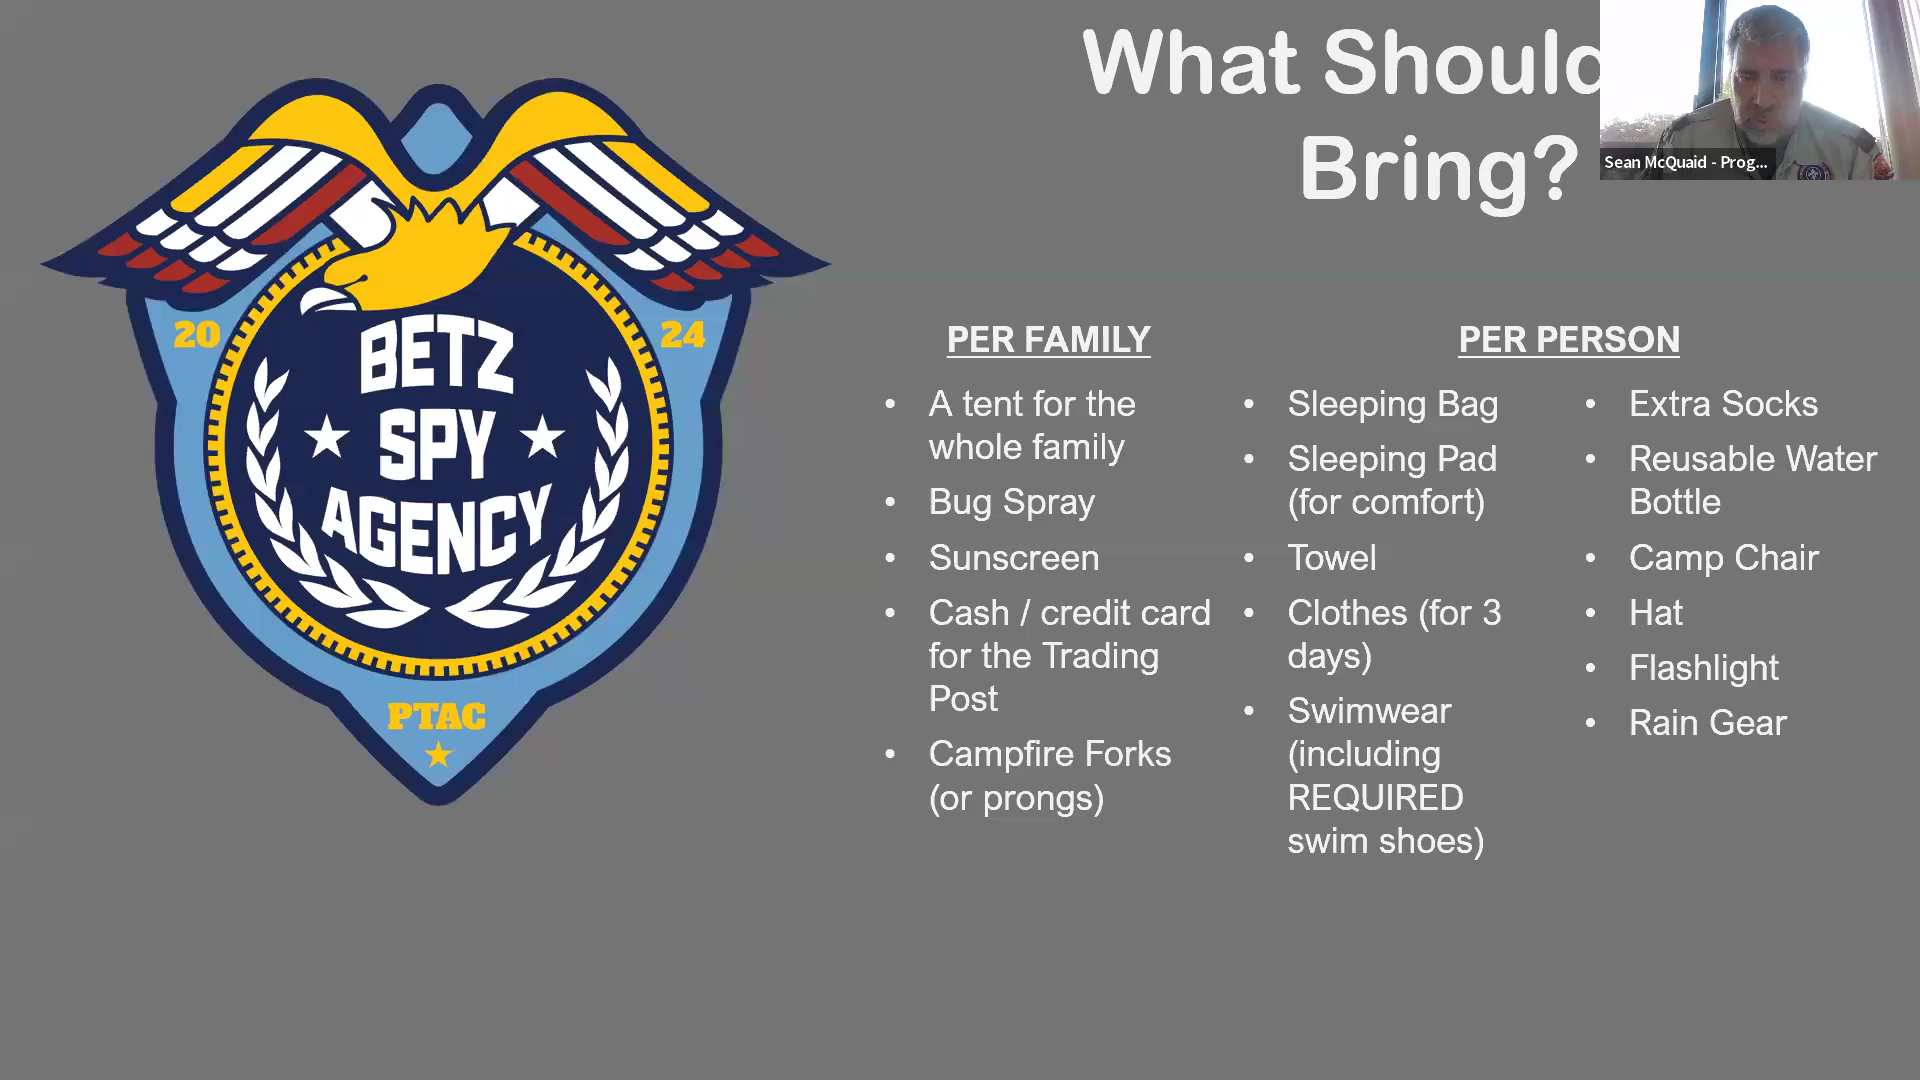 What Should
Bring?
Sean McQuaid - Prog...
20
24
BETZ
SPY
AGENCY
PTAC
PER FAMILY
• A tent for the
whole family
• Bug Spray
• Sunscreen
• Cash / credit card
for the Trading
Post
• Campfire Forks
(or prongs)
PER PERSON
• Sleeping Bag
• Sleeping Pad
(for comfort)
• Towel
• Clothes (for 3
days)
• Swimwear
(including
REQUIRED
swim shoes)
• Extra Socks
• Reusable Water
Bottle
• Camp Chair
• Hat
• Flashlight
• Rain Gear